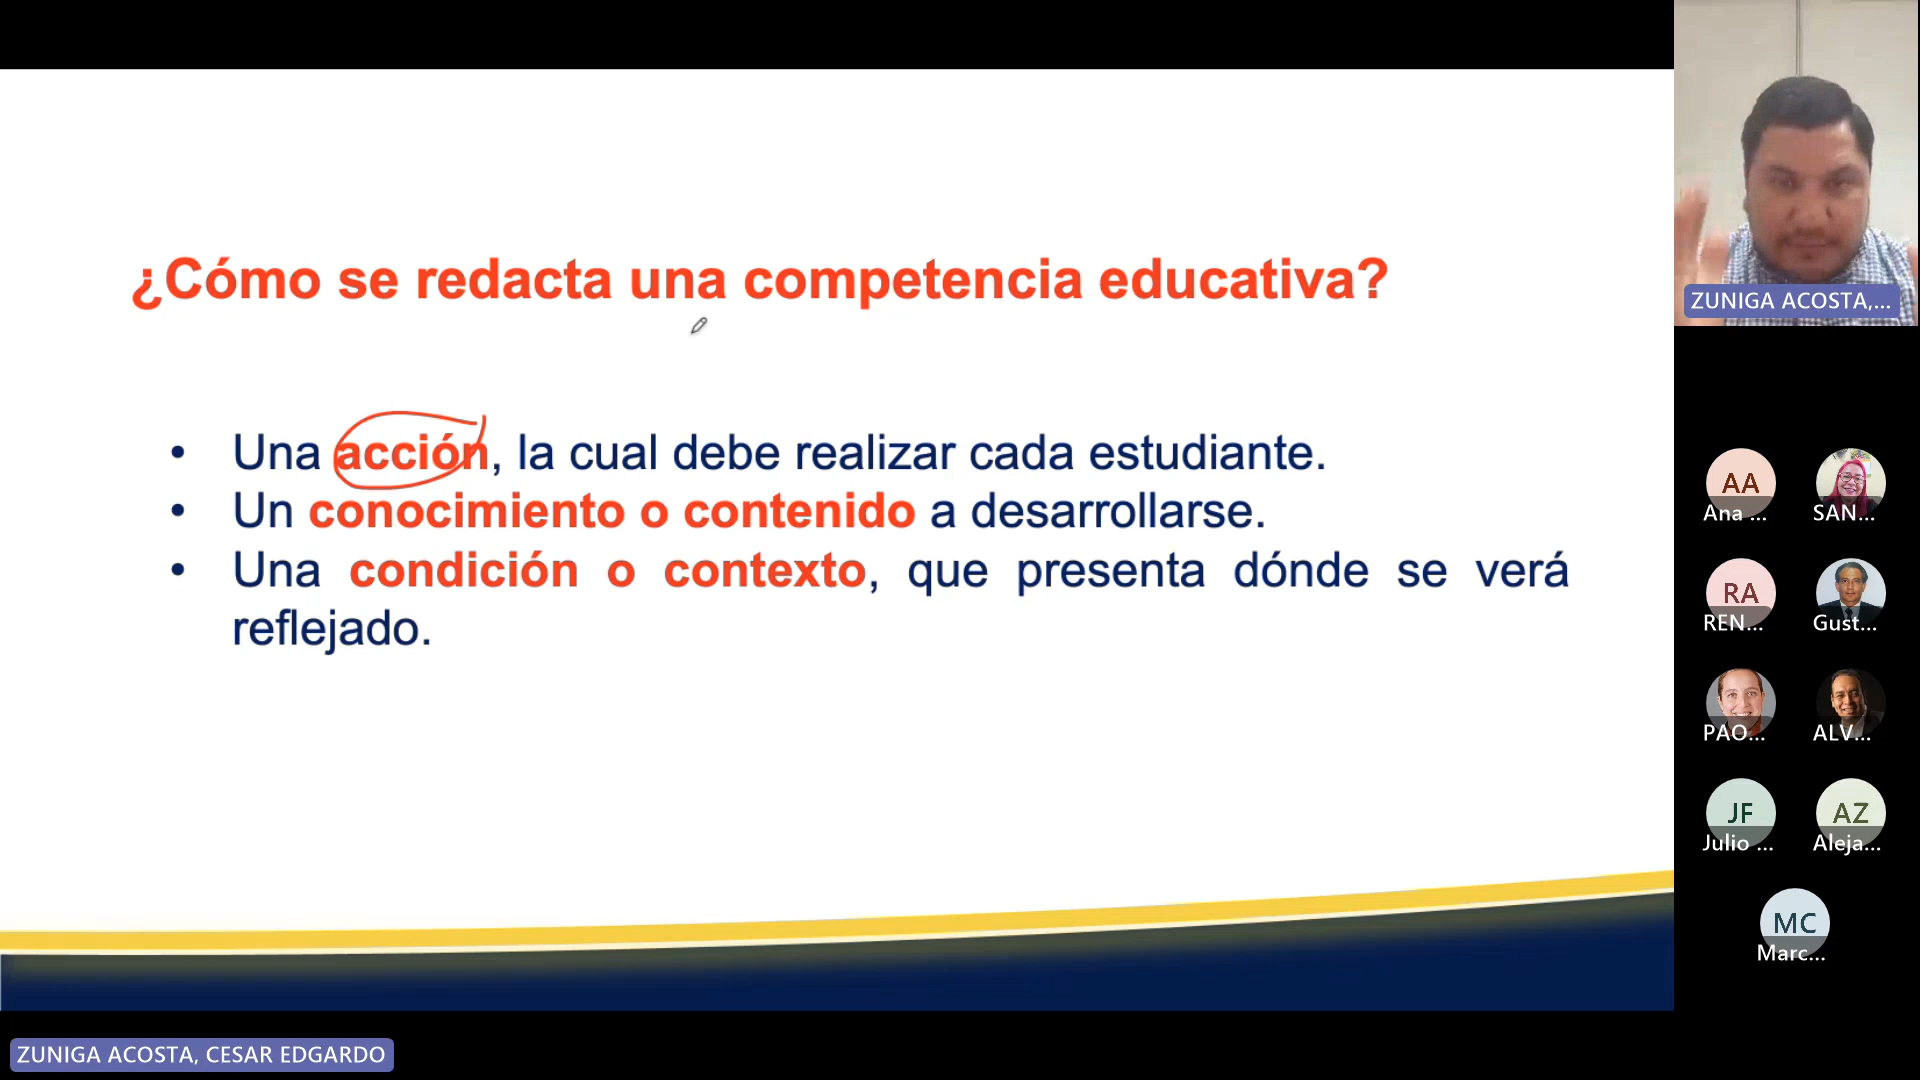 ¿Cómo se redacta una competencia educativa?
• Una acción, la cual debe realizar cada estudiante.
• Un conocimiento o contenido a desarrollarse.
• Una condición o contexto, que presenta dónde se verá
reflejado.
ZUNIGA ACOSTA,...
AA
Ana ...
SAN...
RA
REN...
Gust...
PAO...
ALV...
JF
Julio ...
AZ
Aleja...
MC
Marc...
ZUNIGA ACOSTA, CESAR EDGARDO